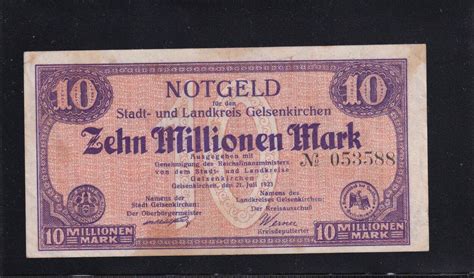 10 NOTGELD 10
für den
Stadt- und Landkreis Gelsenkirchen
Zehn Millionen Mark
Ausgegeben mit
Genehmigung des Reichsfinanzministers
von dem Stadt- und Landkreise
Gelsenkirchen
№ 053588
Gelsenkirchen, den 21. Juli 1923
Namens der
Stadt Gelsenkirchen:
Der Oberbürgermeister
Namens des
Landkreises Gelsenkirchen:
Der Kreisausschuß
Werner
Kreisdeputierter
10 MILLIONEN MARK
10 MILLIONEN MARK